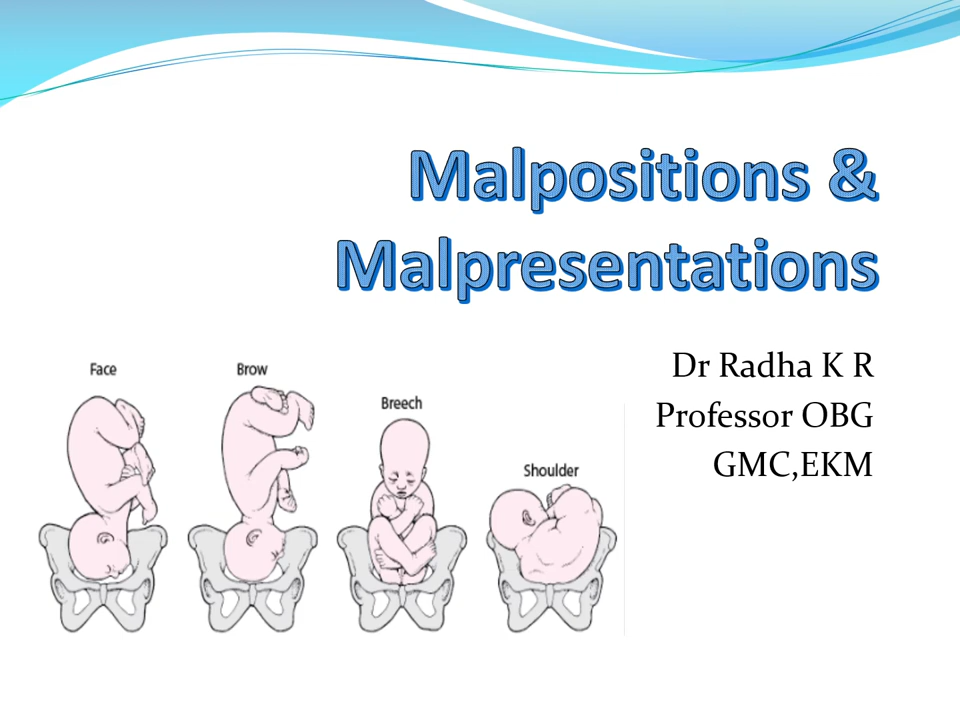 Malpositions &
Malpresentations
Dr Radha K R
Professor OBG
GMC,EKM
Face
Brow
Breech
Shoulder